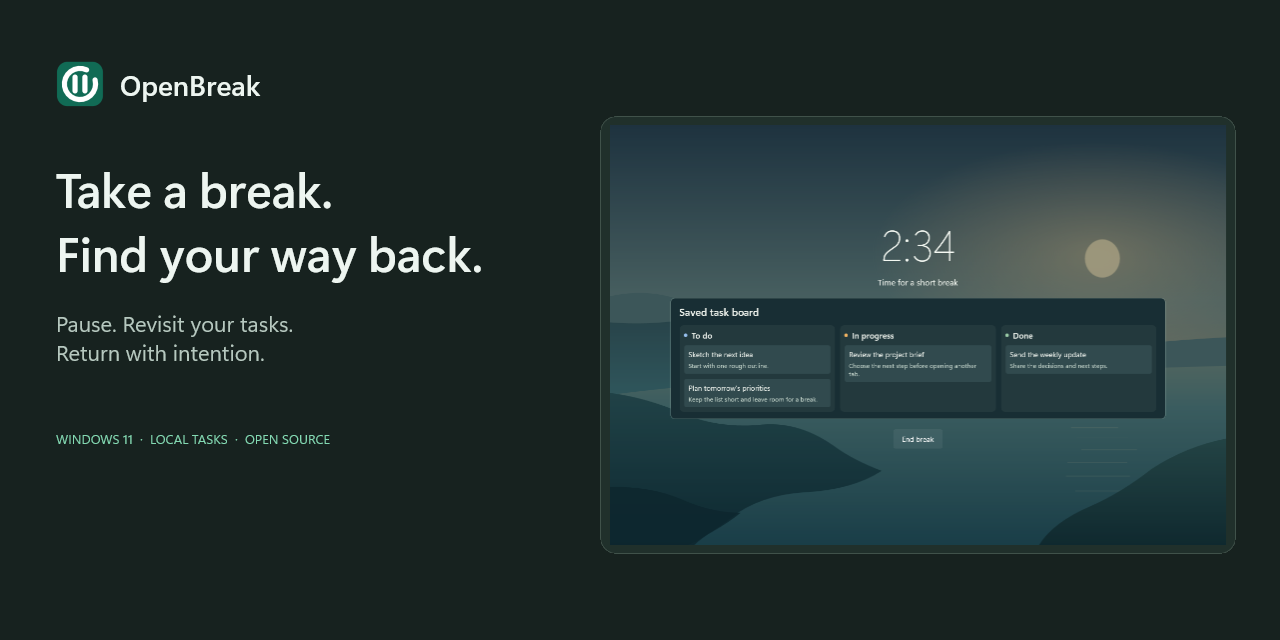 OpenBreak
Take a break.
Find your way back.
Pause. Revisit your tasks.
Return with intention.
WINDOWS 11 · LOCAL TASKS · OPEN SOURCE
2:34
Time for a short break
Saved task board
To do
Sketch the next idea
Start with one rough outline.
Plan tomorrow's priorities
Keep the list short and leave room for a break.
In progress
Review the project brief
Choose the next step before opening another
tab.
Done
Send the weekly update
Share the decisions and next steps.
End break